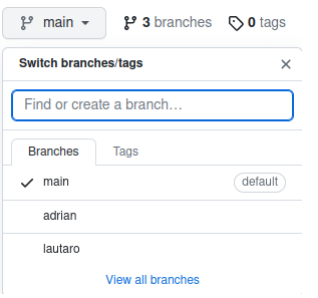 main 3 branches 0 tags
Switch branches/tags
Find or create a branch...
Branches Tags
main default
adrian
lautaro
View all branches